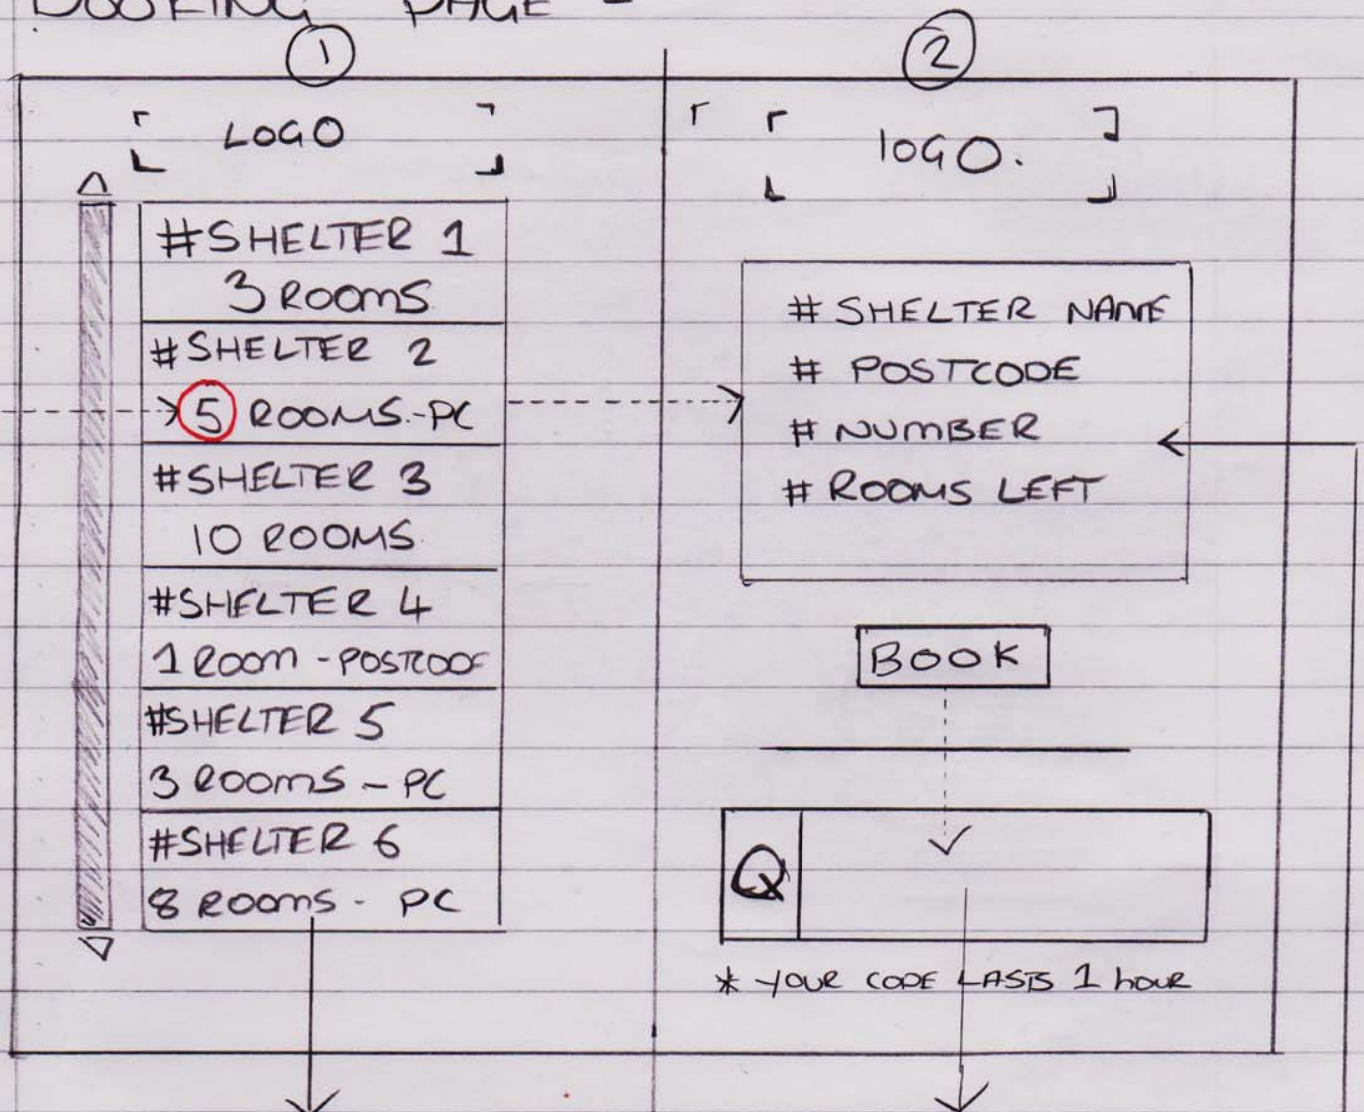 BOOKING PAGE -
1
LOGO
#SHELTER 1
3 ROOMS
#SHELTER 2
5 ROOMS.-PC
#SHELTER 3
10 ROOMS.
#SHELTER 4
1 ROOM - POSTCODE
#SHELTER 5
3 ROOMS - PC
#SHELTER 6
8 ROOMS - PC
2
LOGO.
# SHELTER NAME
# POSTCODE
# NUMBER
# ROOMS LEFT
BOOK
Q
* YOUR CODE LASTS 1 hour